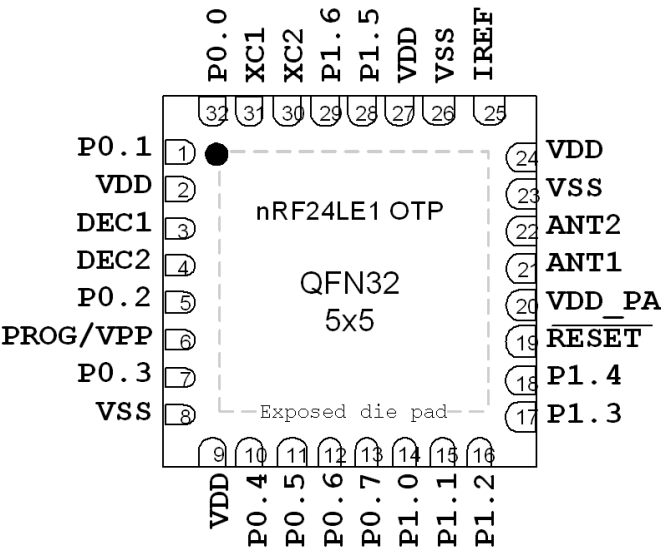 P0.0 XC1 XC2 P1.6 P1.5 VDD VSS IREF
32 31 30 29 28 27 26 25
P0.1 1 24 VDD
VDD 2 23 VSS
DEC1 3 nRF24LE1 OTP 22 ANT2
DEC2 4 QFN32 21 ANT1
P0.2 5 5x5 20 VDD_PA
PROG/VPP 6 19 RESET
P0.3 7 18 P1.4
VSS 8 Exposed die pad 17 P1.3
9 10 11 12 13 14 15 16
VDD P0.4 P0.5 P0.6 P0.7 P1.0 P1.1 P1.2